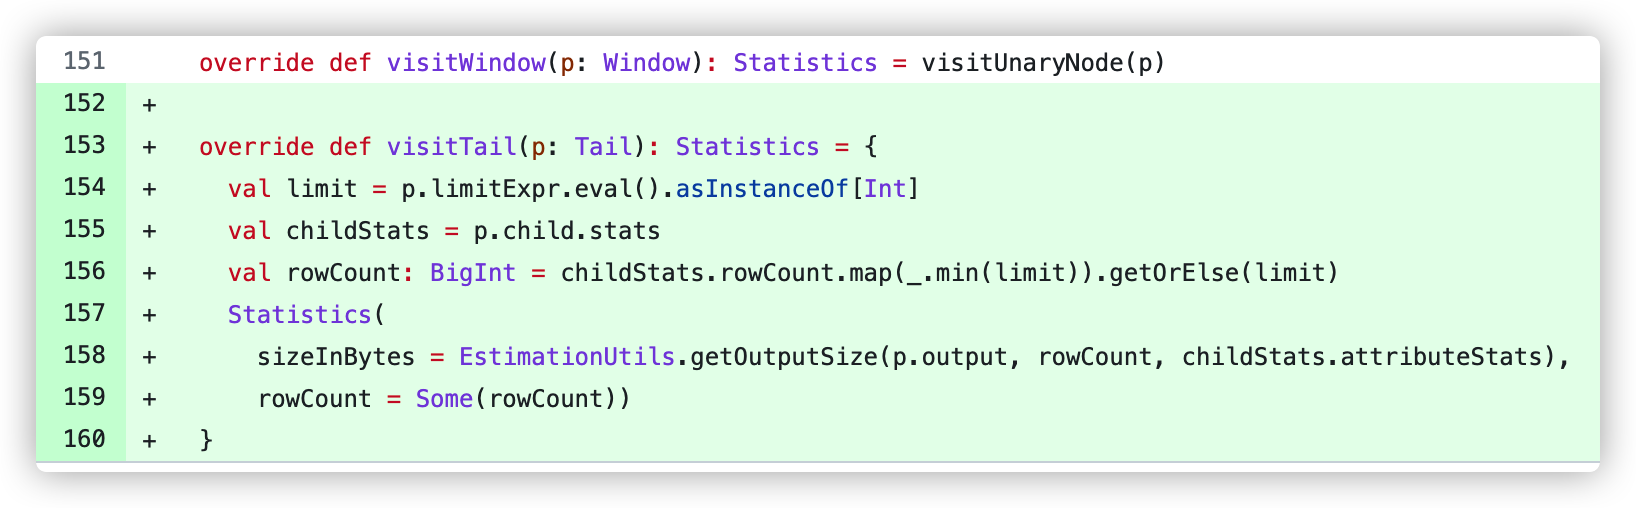 151 override def visitWindow(p: Window): Statistics = visitUnaryNode(p)
152 +
153 + override def visitTail(p: Tail): Statistics = {
154 + val limit = p.limitExpr.eval().asInstanceOf[Int]
155 + val childStats = p.child.stats
156 + val rowCount: BigInt = childStats.rowCount.map(_.min(limit)).getOrElse(limit)
157 + Statistics(
158 + sizeInBytes = EstimationUtils.getOutputSize(p.output, rowCount, childStats.attributeStats),
159 + rowCount = Some(rowCount))
160 + }